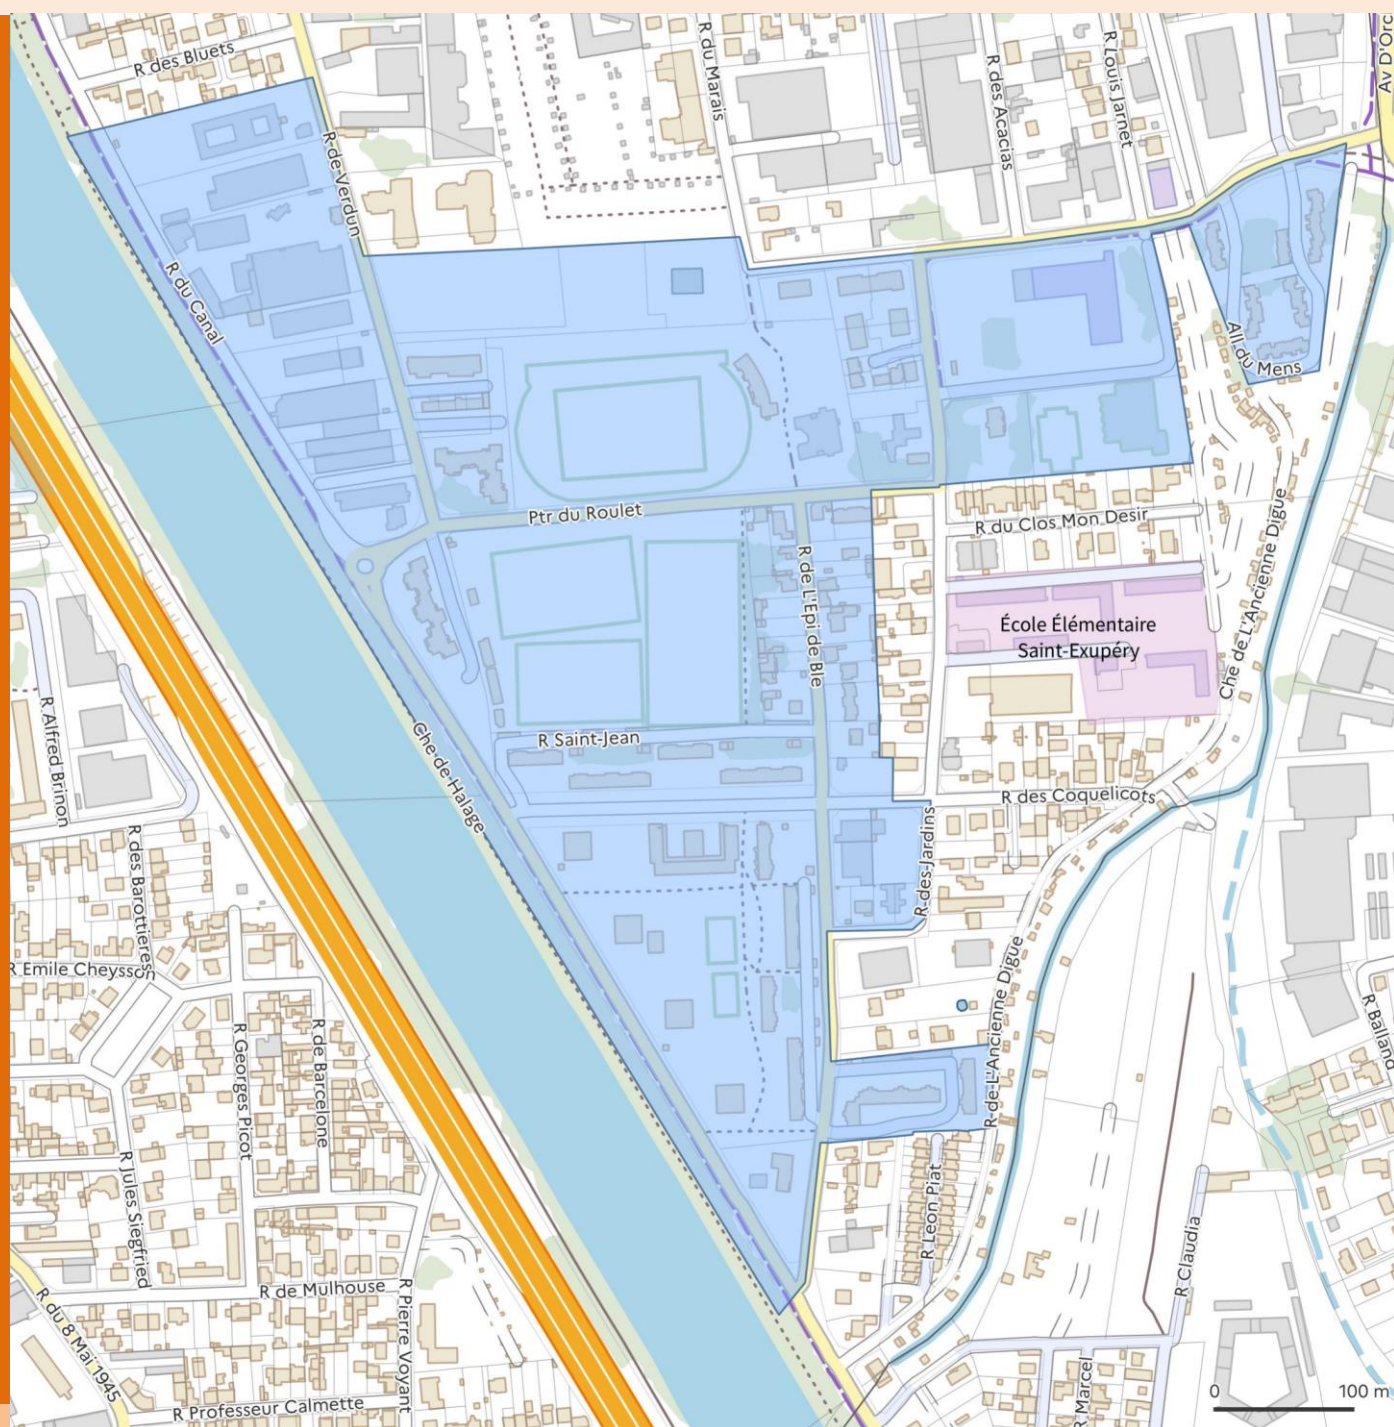 R des Bluets
R de Verdun
R du Marais
R des Acacias
R Louis Jarnet
Av D'Orc
R du Canal
All du Mens
Ptr du Roulet
R du Clos Mon Desir
R de L'Epi de Ble
École Élémentaire
Saint-Exupéry
Che de L'Ancienne Digue
R Saint-Jean
Che de Halage
R Alfred Brinon
R des Coquelicots
R des Barottieres
R des Jardins
R Emile Cheysson
R de L'Ancienne Digue
R Balland
R Georges Picot
R de Barcelone
R Jules Siegfried
R Leon Piat
R Claudia
R de Mulhouse
R Pierre Voyant
R du 8 Mai 1945
R Professeur Calmette
R Marcel
0 100 m